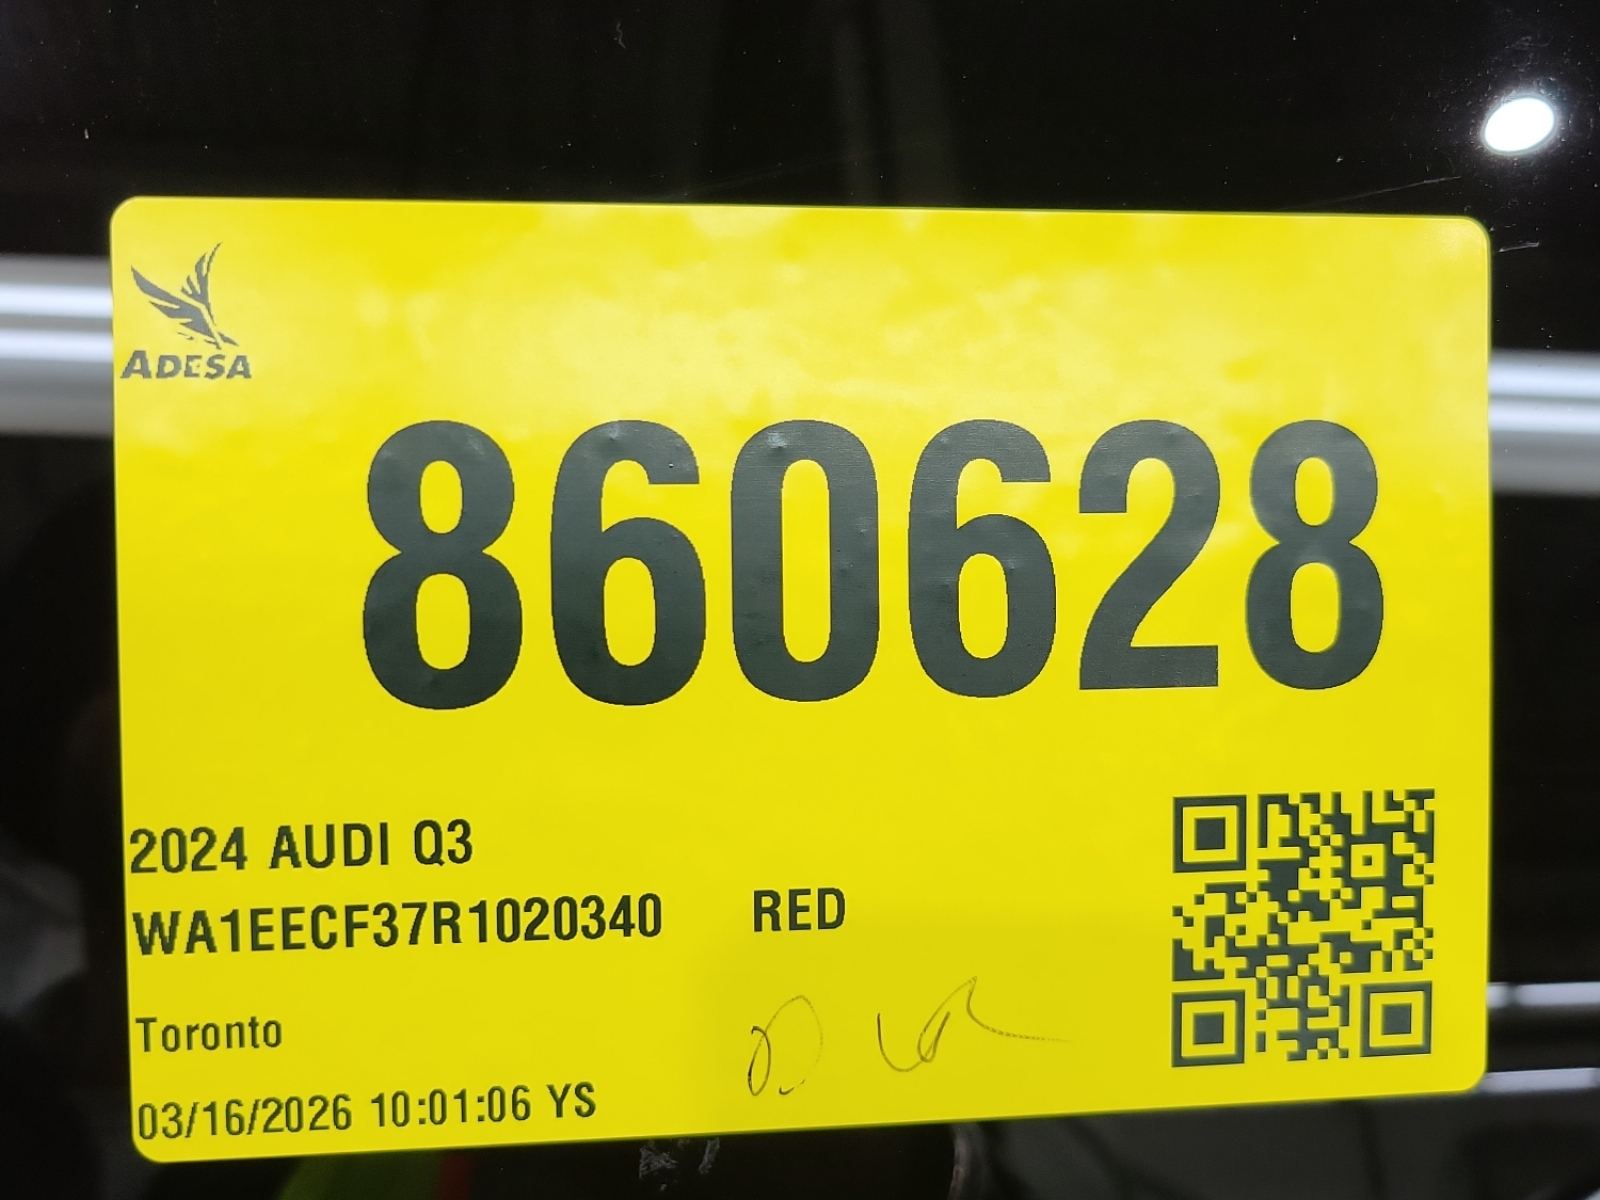 ADESA
860628
2024 AUDI Q3
WA1EECF37R1020340 RED
Toronto
03/16/2026 10:01:06 YS